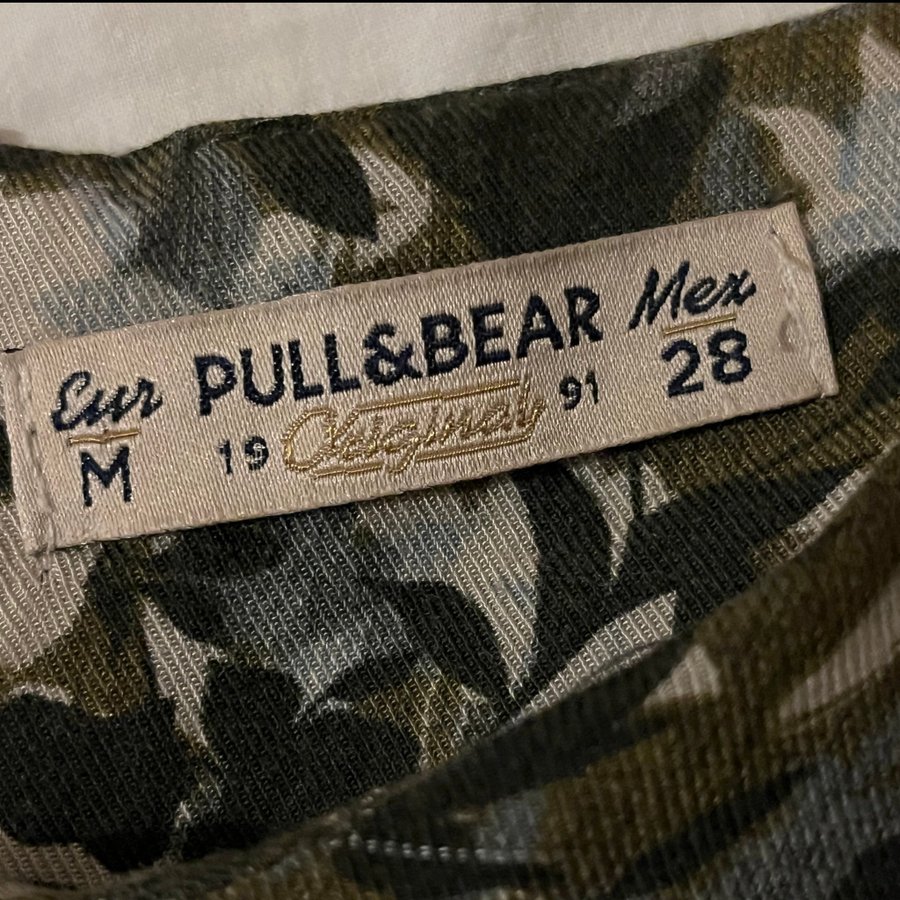 Eur PULL&BEAR Mex
M 19 Original 91 28